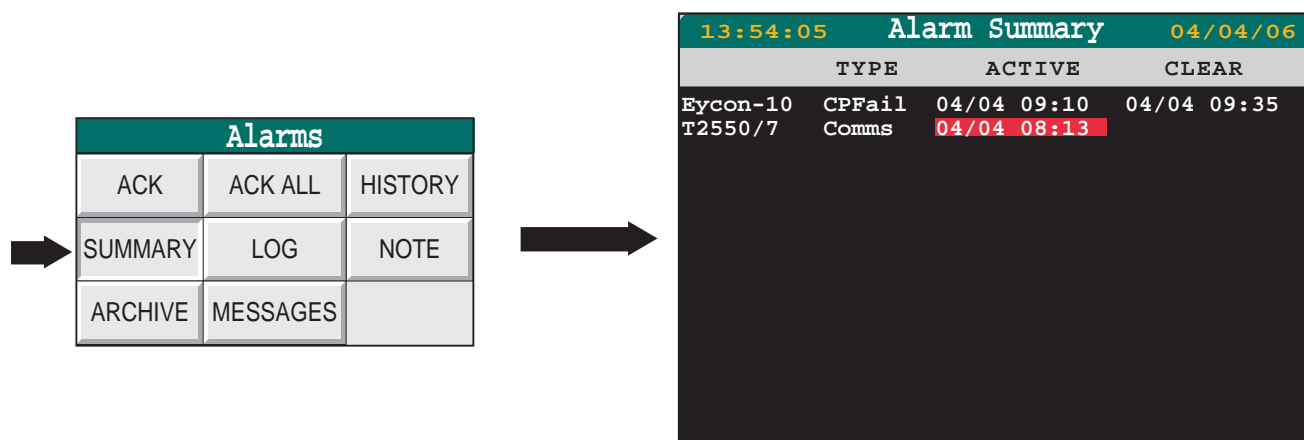 Alarms
ACK ACK ALL HISTORY
SUMMARY LOG NOTE
ARCHIVE MESSAGES
13:54:05 Alarm Summary 04/04/06
TYPE ACTIVE CLEAR
Eycon-10 CPFail 04/04 09:10 04/04 09:35
T2550/7 Comms 04/04 08:13